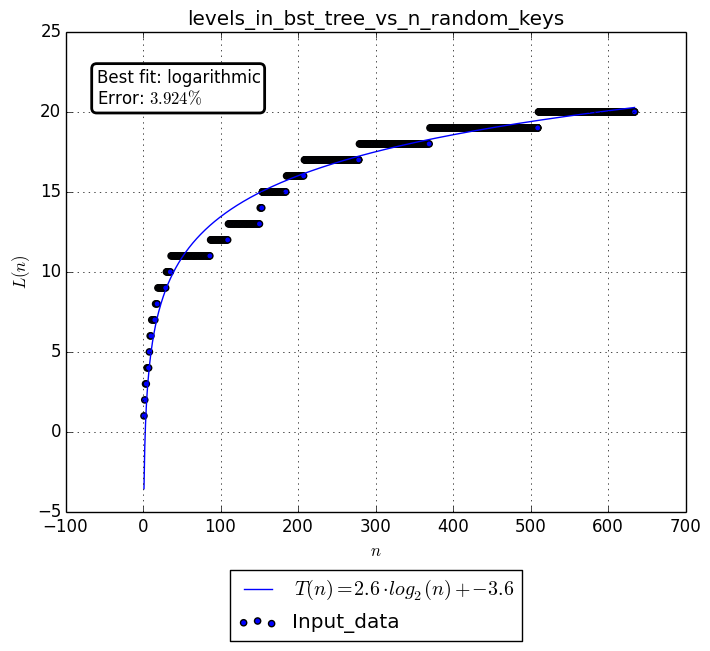 levels_in_bst_tree_vs_n_random_keys
25
20
15
10
5
0
−5
Best fit: logarithmic
Error: 3.924%
L(n)
−100 0 100 200 300 400 500 600 700
n
T(n)=2.6·log₂(n)+−3.6
Input_data